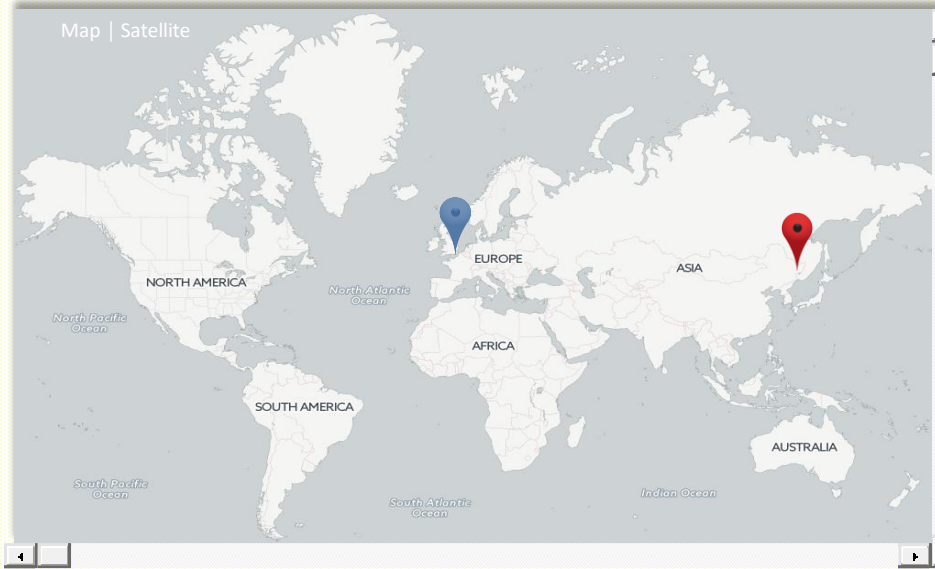 Map | Satellite
EUROPE
ASIA
NORTH AMERICA
North Atlantic
Ocean
North Pacific
Ocean
AFRICA
SOUTH AMERICA
AUSTRALIA
South Pacific
Ocean
South Atlantic
Ocean
Indian Ocean